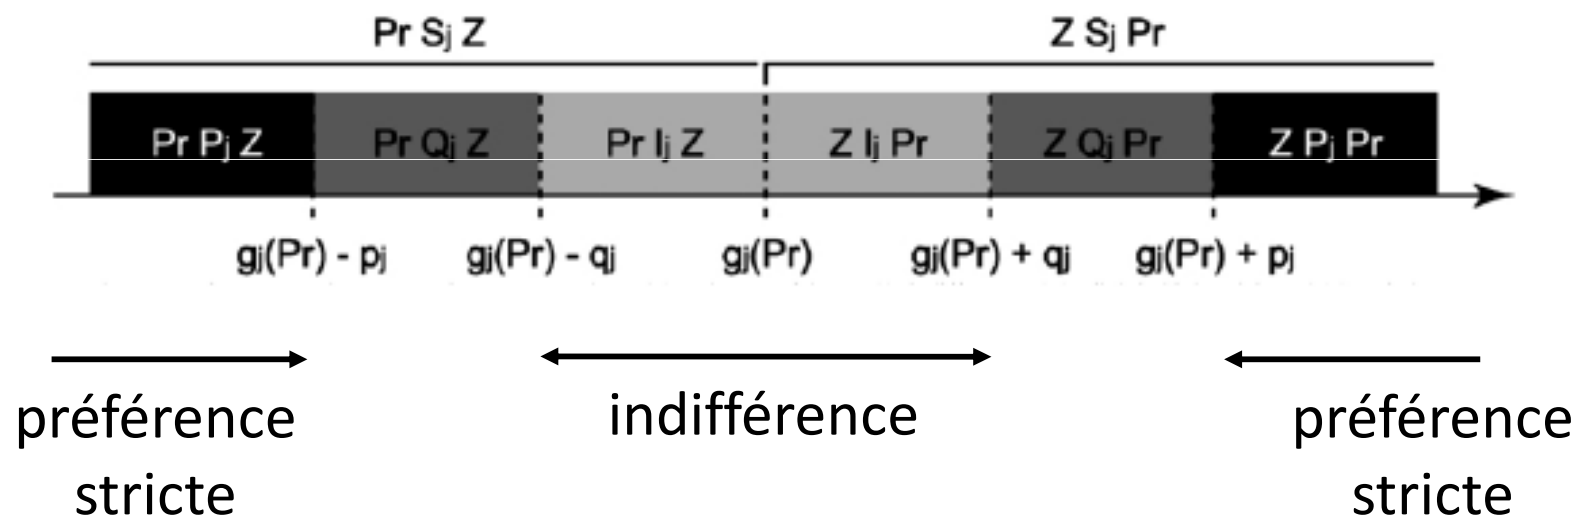 Pr Sj Z Z Sj Pr
Pr Pj Z Pr Qj Z Pr Ij Z Z Ij Pr Z Qj Pr Z Pj Pr
gj(Pr) - pj gj(Pr) - qj gj(Pr) gj(Pr) + qj gj(Pr) + pj
préférence indifférence préférence
stricte stricte